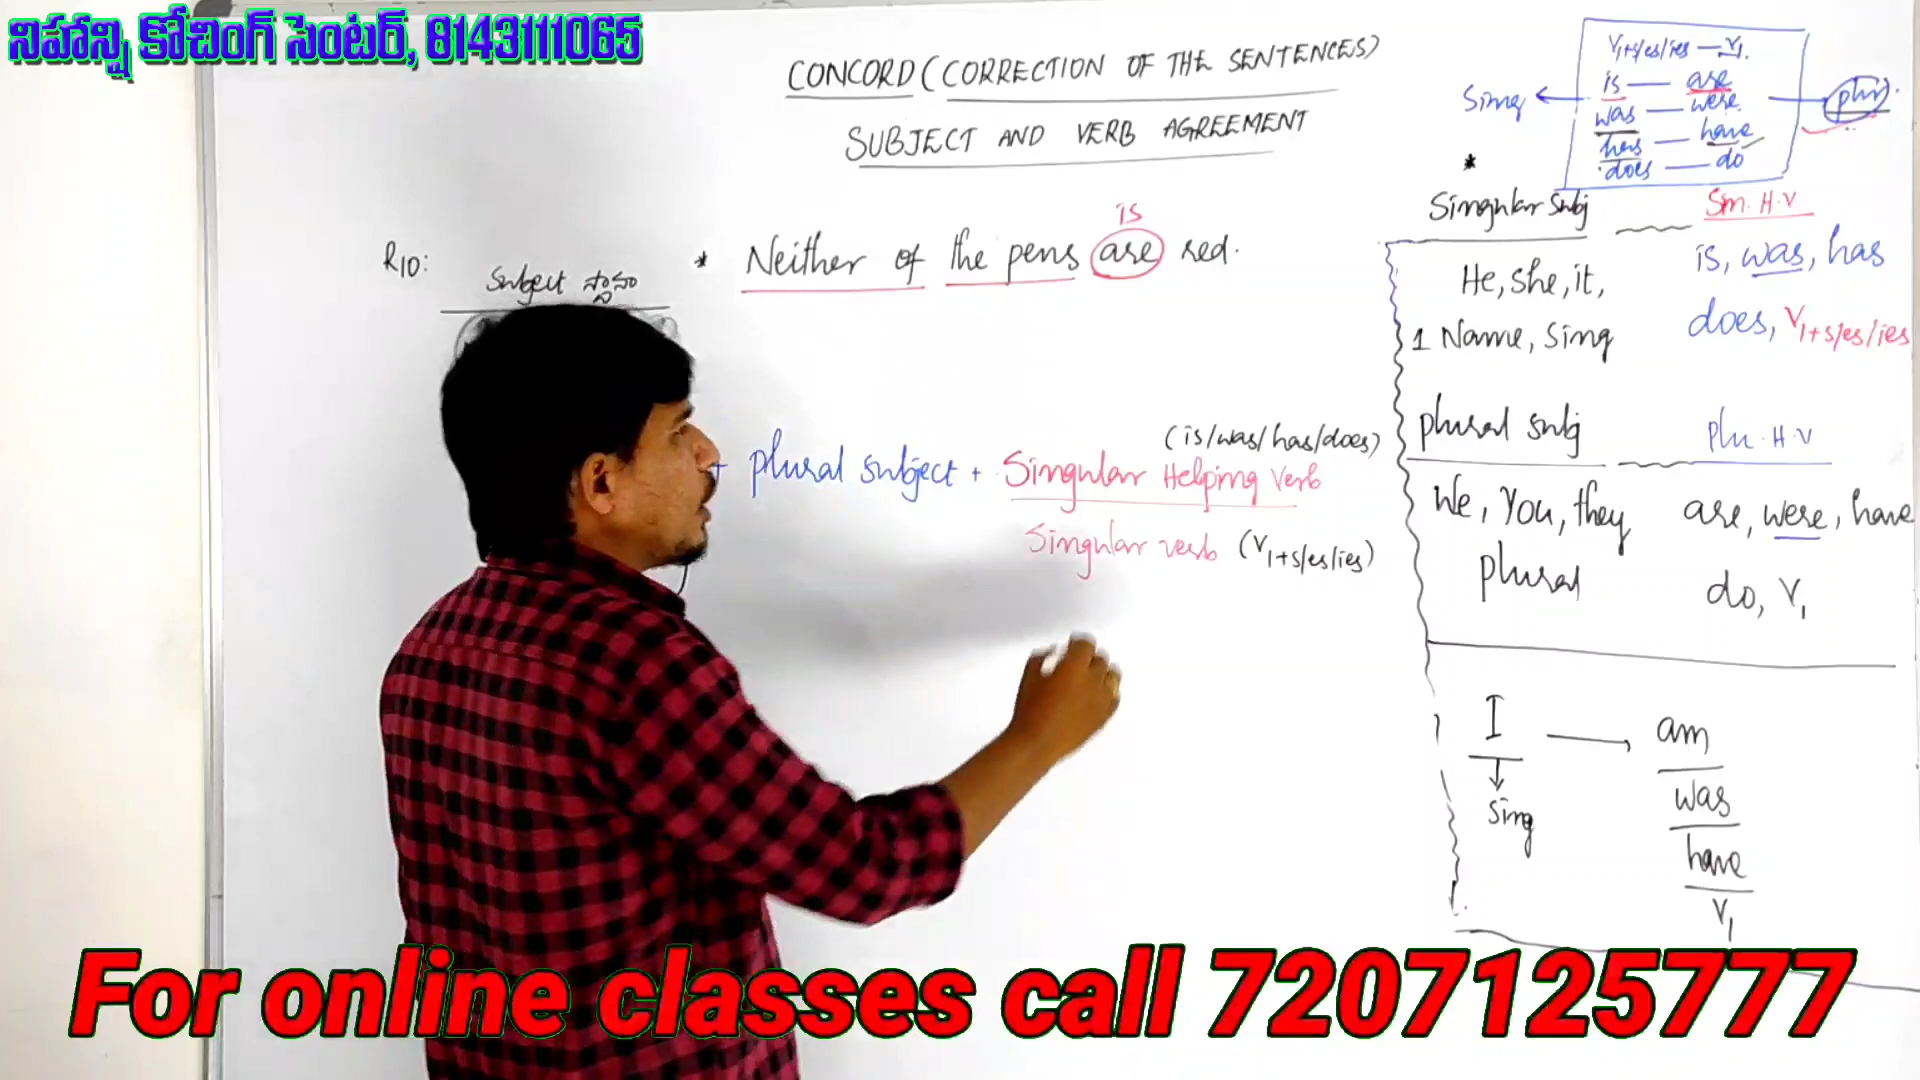 నిహాన్ని కోచింగ్ సెంటర్, 8143111065
CONCORD (CORRECTION OF THE SENTENCES)
SUBJECT AND VERB AGREEMENT
R10: Subject స్థానం
* Neither of the pens are red.
is
+ plural subject + Singular Helping verb
(is/was/has/does)
Singular verb (V1+s/es/ies)
V1+s/es/ies — V1.
Sing ← is — are
was — were
has — have
does — do
plu
*
Singular Subj Sin. H.V
He, she, it, is, was, has
1 Name, Sing does, V1+s/es/ies
plural subj plu. H.V
We, You, they are, were, have
plural do, V1
I → am
↓ was
Sing have
V1
For online classes call 7207125777